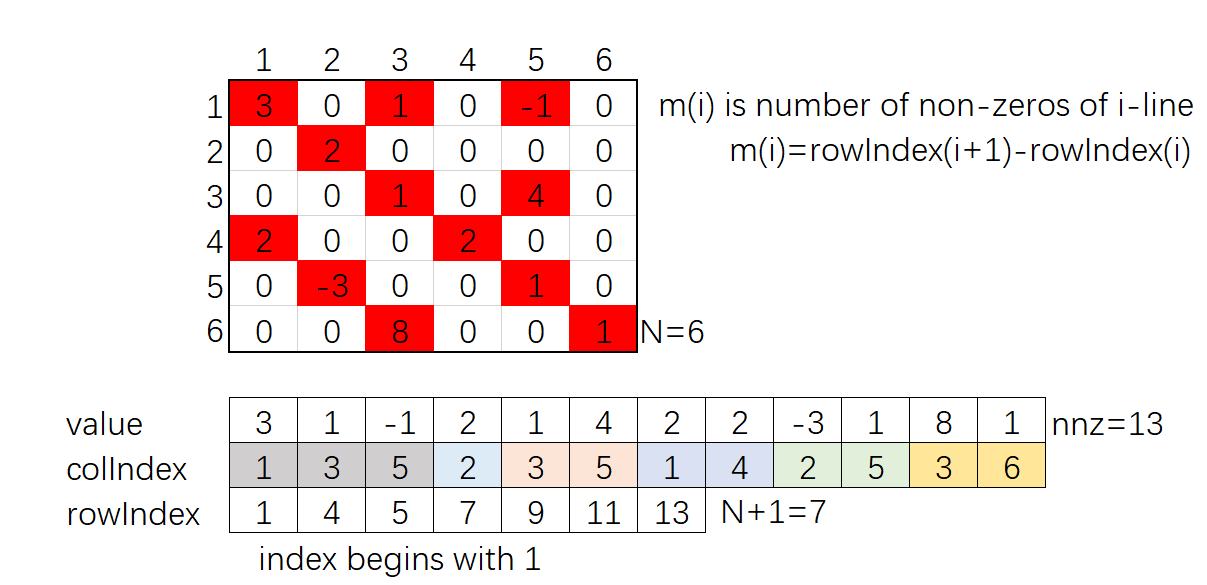 1 2 3 4 5 6
1 3 0 1 0 -1 0 m(i) is number of non-zeros of i-line
2 0 2 0 0 0 0 m(i)=rowIndex(i+1)-rowIndex(i)
3 0 0 1 0 4 0
4 2 0 0 2 0 0
5 0 -3 0 0 1 0
6 0 0 8 0 0 1 N=6
value 3 1 -1 2 1 4 2 2 -3 1 8 1 nnz=13
colIndex 1 3 5 2 3 5 1 4 2 5 3 6
rowIndex 1 4 5 7 9 11 13 N+1=7
index begins with 1